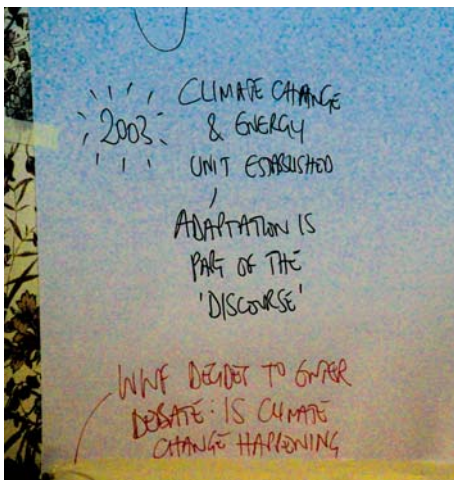 2003 CLIMATE CHANGE
& ENERGY
UNIT ESTABLISHED
ADAPTATION IS
PART OF THE
'DISCOURSE'
WWF DECIDES TO ENTER
DEBATE: IS CLIMATE
CHANGE HAPPENING